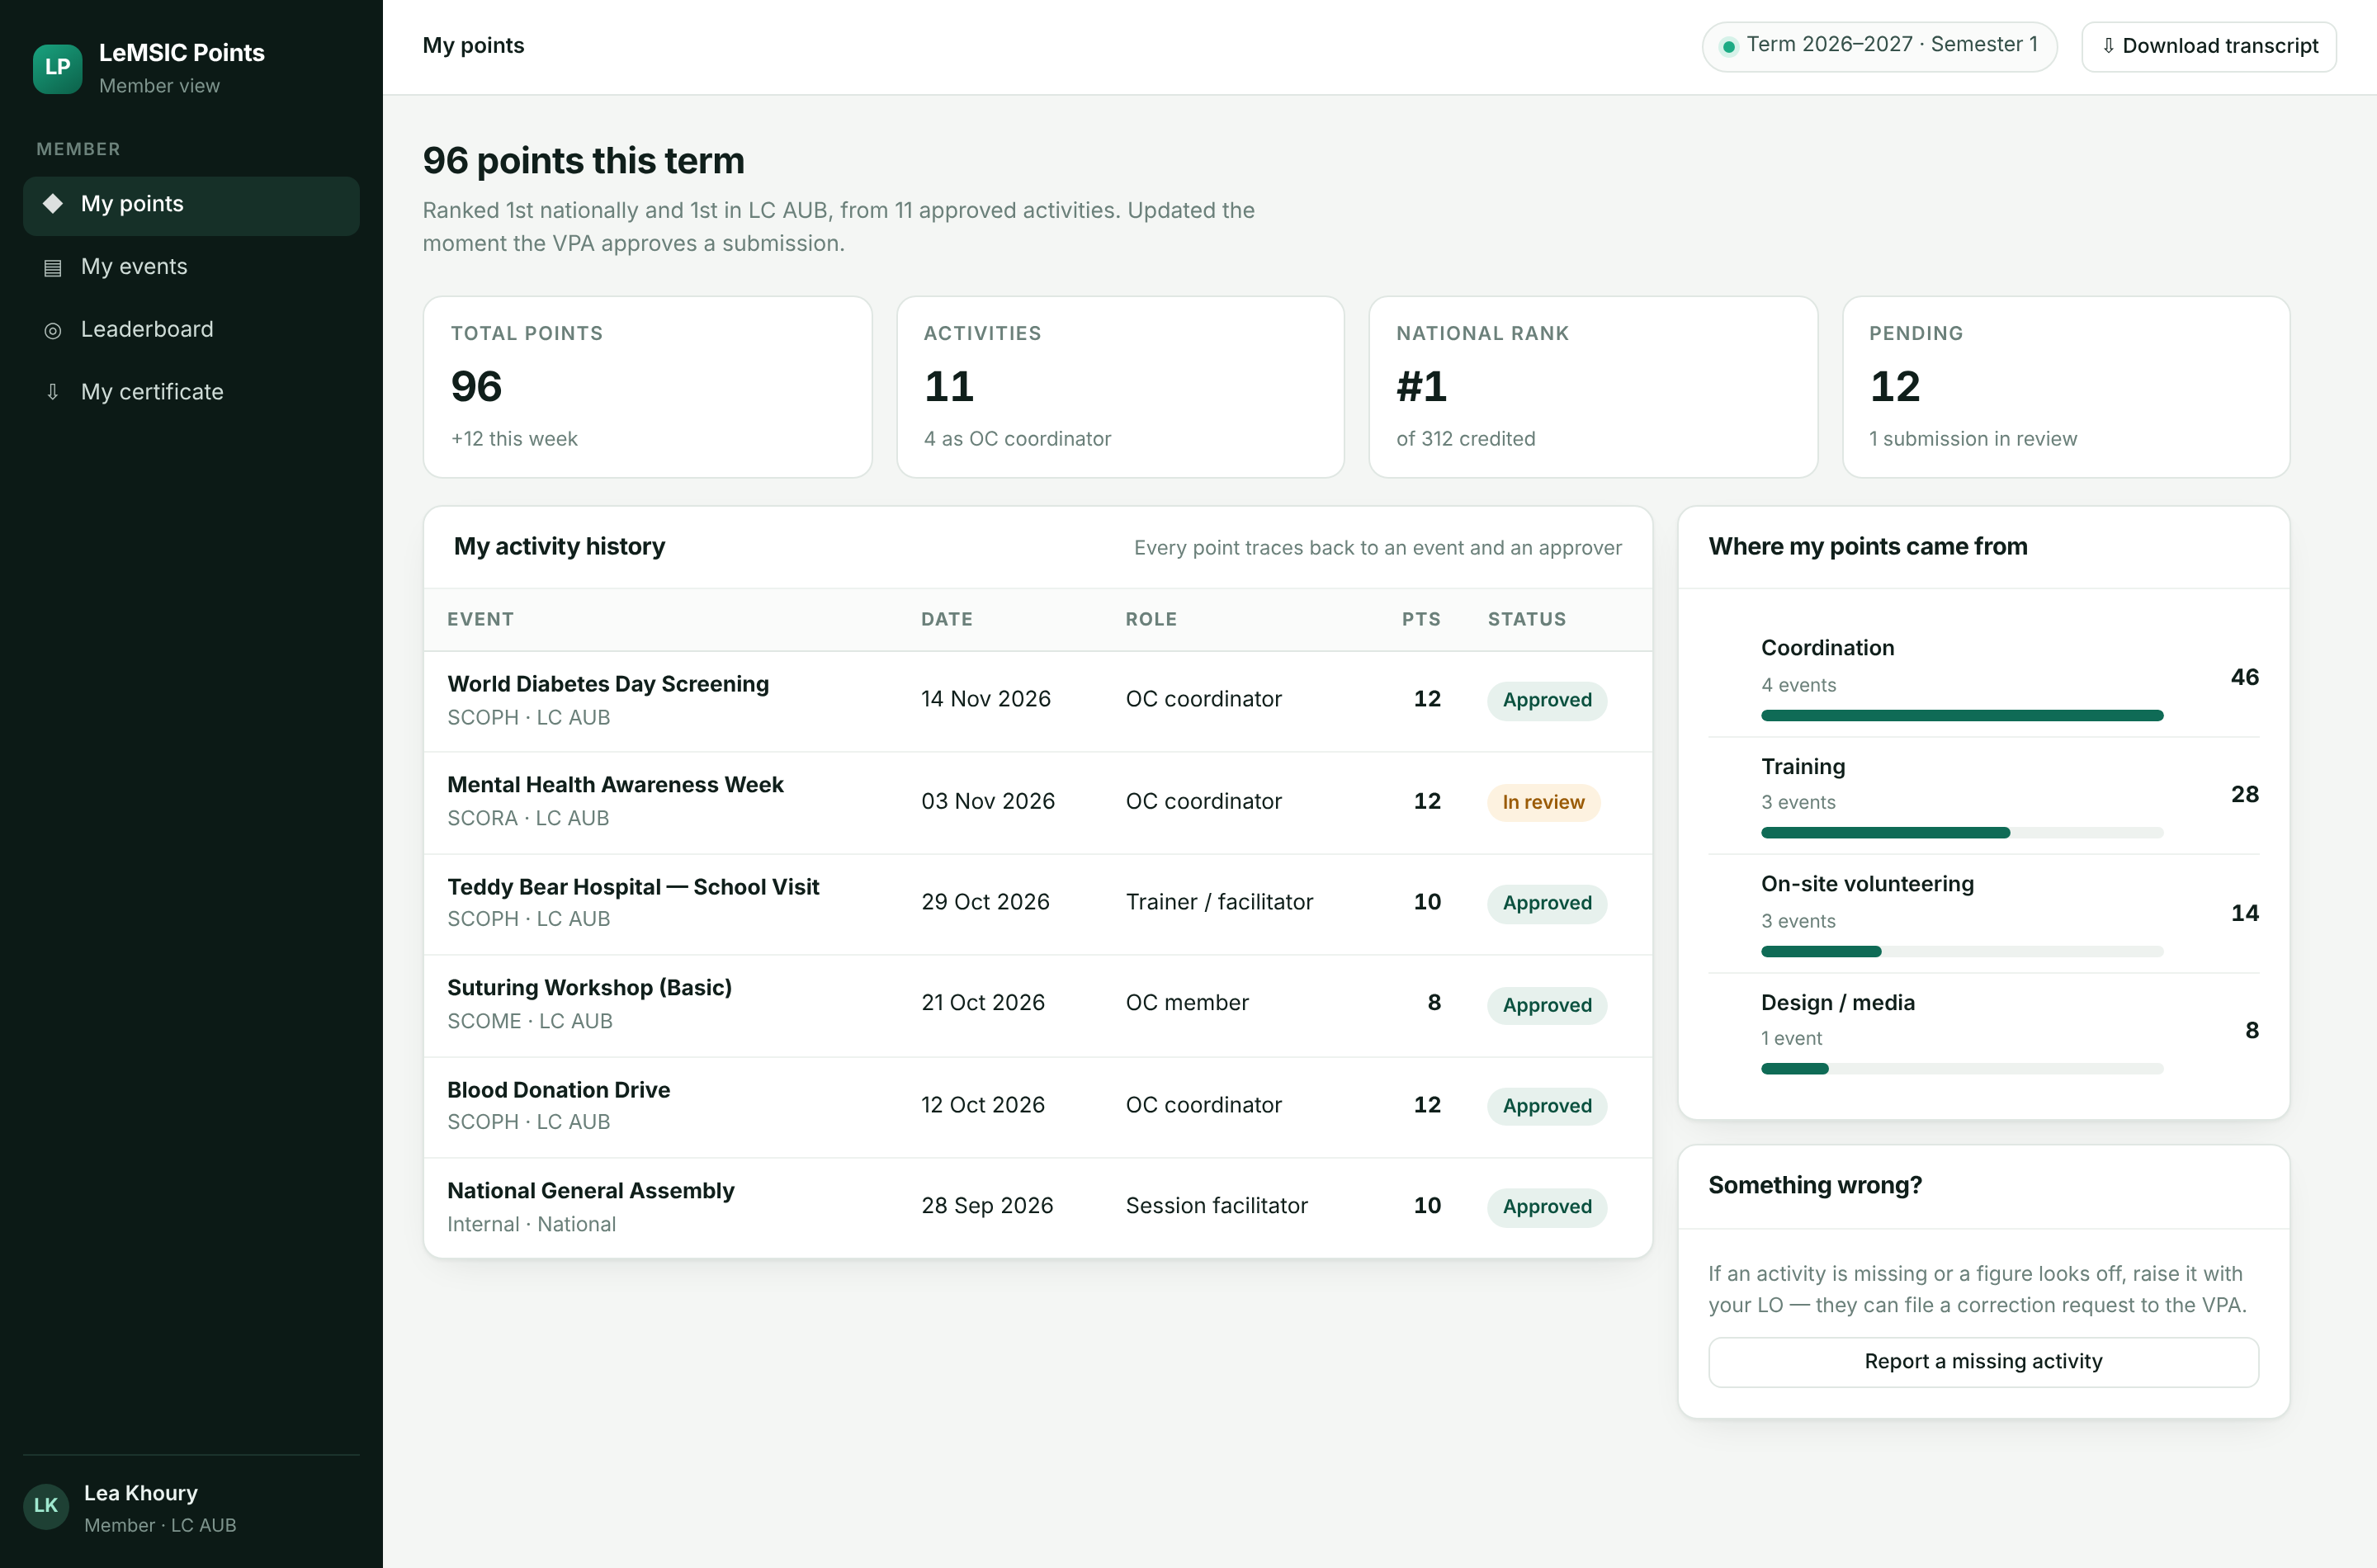 LP
LeMSIC Points
Member view
MEMBER
My points
My events
Leaderboard
My certificate
LK
Lea Khoury
Member · LC AUB
My points
Term 2026–2027 · Semester 1
⇩ Download transcript
96 points this term
Ranked 1st nationally and 1st in LC AUB, from 11 approved activities. Updated the
moment the VPA approves a submission.
TOTAL POINTS
96
+12 this week
ACTIVITIES
11
4 as OC coordinator
NATIONAL RANK
#1
of 312 credited
PENDING
12
1 submission in review
My activity history
Every point traces back to an event and an approver
EVENT DATE ROLE PTS STATUS
World Diabetes Day Screening
SCOPH · LC AUB
14 Nov 2026 OC coordinator 12 Approved
Mental Health Awareness Week
SCORA · LC AUB
03 Nov 2026 OC coordinator 12 In review
Teddy Bear Hospital — School Visit
SCOPH · LC AUB
29 Oct 2026 Trainer / facilitator 10 Approved
Suturing Workshop (Basic)
SCOME · LC AUB
21 Oct 2026 OC member 8 Approved
Blood Donation Drive
SCOPH · LC AUB
12 Oct 2026 OC coordinator 12 Approved
National General Assembly
Internal · National
28 Sep 2026 Session facilitator 10 Approved
Where my points came from
Coordination
4 events
46
Training
3 events
28
On-site volunteering
3 events
14
Design / media
1 event
8
Something wrong?
If an activity is missing or a figure looks off, raise it with
your LO — they can file a correction request to the VPA.
Report a missing activity